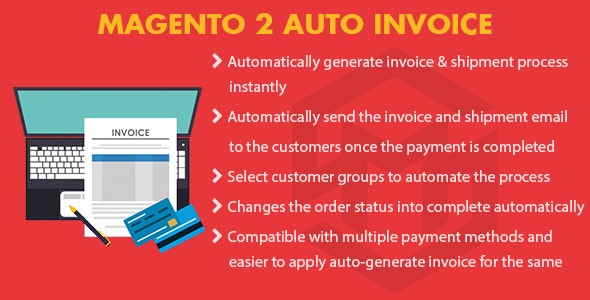 MAGENTO 2 AUTO INVOICE
Automatically generate invoice & shipment process
instantly
Automatically send the invoice and shipment email
to the customers once the payment is completed
Select customer groups to automate the process
Changes the order status into complete automatically
Compatible with multiple payment methods and
easier to apply auto-generate invoice for the same
INVOICE